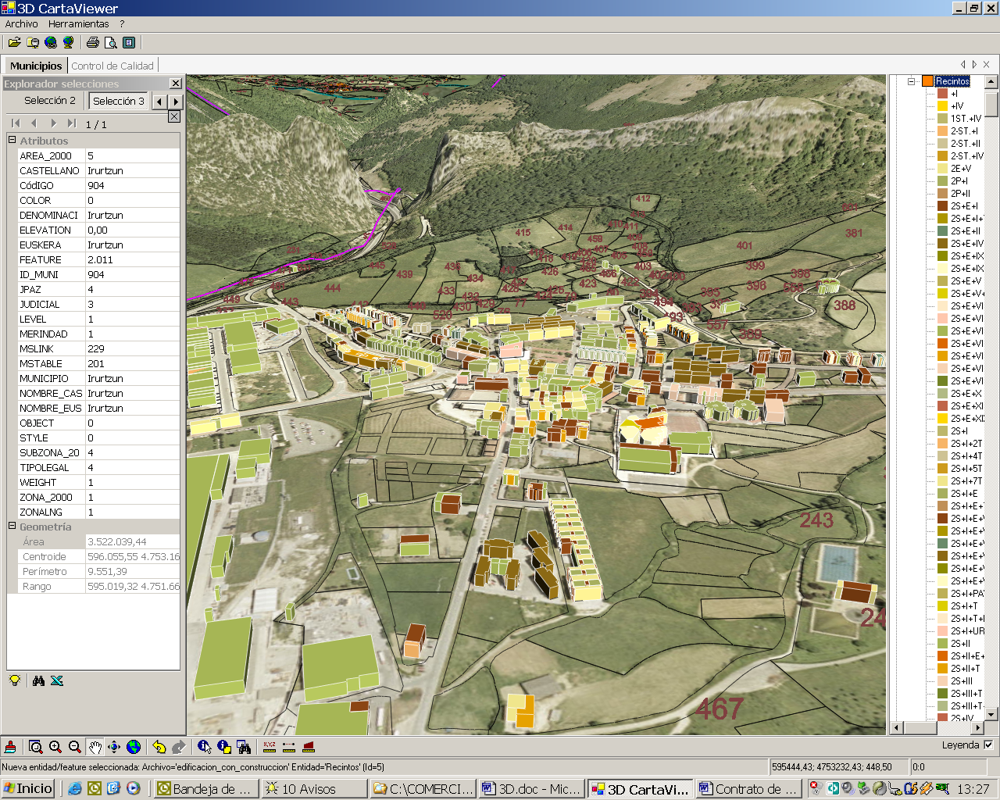 3D CartaViewer
Archivo Herramientas ?
Municipios Control de Calidad
Explorador selecciones
Selección 2 Selección 3
1 / 1
Atributos
AREA_2000 5
CASTELLANO Irurtzun
CódIGO 904
COLOR 0
DENOMINACI Irurtzun
ELEVATION 0,00
EUSKERA Irurtzun
FEATURE 2.011
ID_MUNI 904
JPAZ 4
JUDICIAL 3
LEVEL 1
MERINDAD 1
MSLINK 229
MSTABLE 201
MUNICIPIO Irurtzun
NOMBRE_CAS Irurtzun
NOMBRE_EUS Irurtzun
OBJECT 0
STYLE 0
SUBZONA_20 4
TIPOLEGAL 4
WEIGHT 1
ZONA_2000 1
ZONALNG 1
Geometría
Área 3.522.039,44
Centroide 596.055,55 4.753.16
Perímetro 9.551,39
Rango 595.019,32 4.751.66
412
415
414
459
411
381
401
399
396
388
403
423
426
434
433
439
444
443
449
467
243
Recintos
+I
+IV
1ST.+IV
2-ST.+I
2-ST.+II
2-ST.+IV
2E+V
2P+I
2P+II
2S+E+I
2S+E+I+
2S+E+II
2S+E+IV
2S+E+IX
2S+E+IX
2S+E+V
2S+E+V+
2S+E+VI
2S+E+VI
2S+E+VI
2S+E+VI
2S+E+VI
2S+E+VI
2S+E+VI
2S+E+X
2S+E+XI
2S+E+XI
2S+I
2S+I+2T
2S+I+4T
2S+I+5T
2S+I+7T
2S+I+E
2S+I+E+
2S+I+E+
2S+I+E+
2S+I+E+
2S+I+E+
2S+I+E+
2S+I+E+
2S+I+PA
2S+I+T
2S+I+T+
2S+I+UR
2S+II
2S+II+E+
2S+II+T
2S+III
2S+III+T
2S+III+T
2S+IV
Leyenda
Nueva entidad/feature seleccionada: Archivo='edificacion_con_construccion' Entidad='Recintos' (Id=5) 595444,43; 4753232,43; 448,50 0:0
Inicio Bandeja de ... 10 Avisos C:\COMERCI... 3D.doc - Mic... 3D CartaVi... Contrato de ... 13:27